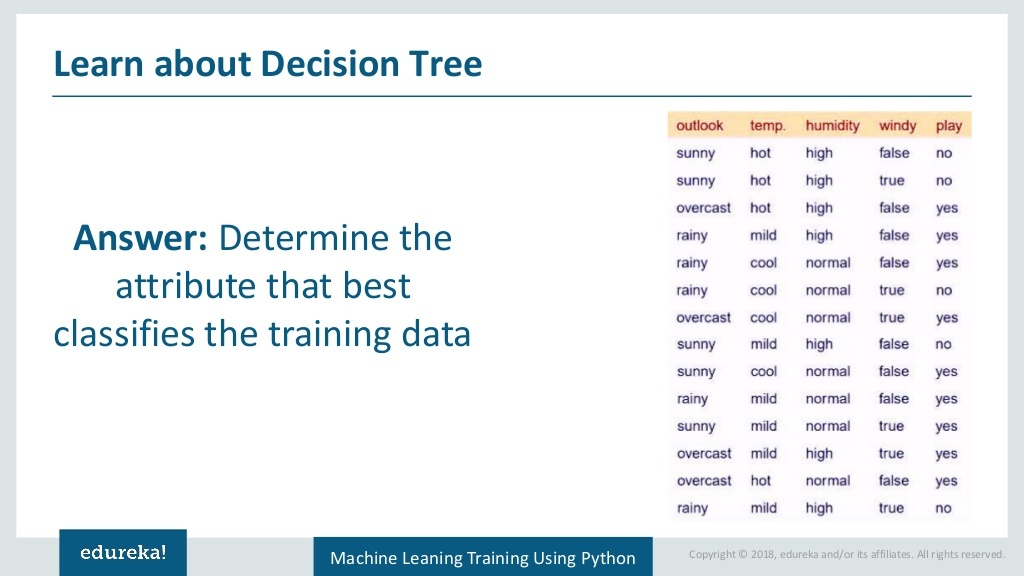 Learn about Decision Tree
Answer: Determine the
attribute that best
classifies the training data
outlook temp. humidity windy play
sunny hot high false no
sunny hot high true no
overcast hot high false yes
rainy mild high false yes
rainy cool normal false yes
rainy cool normal true no
overcast cool normal true yes
sunny mild high false no
sunny cool normal false yes
rainy mild normal false yes
sunny mild normal true yes
overcast mild high true yes
overcast hot normal false yes
rainy mild high true no
edureka!
Machine Leaning Training Using Python
Copyright © 2018, edureka and/or its affiliates. All rights reserved.